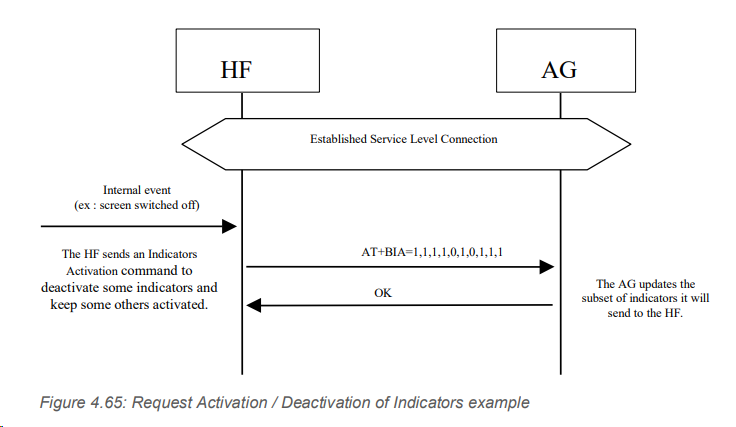 HF
AG
Established Service Level Connection
Internal event
(ex : screen switched off)
The HF sends an Indicators
Activation command to
deactivate some indicators and
keep some others activated.
AT+BIA=1,1,1,1,0,1,0,1,1,1
OK
The AG updates the
subset of indicators it will
send to the HF.
Figure 4.65: Request Activation / Deactivation of Indicators example